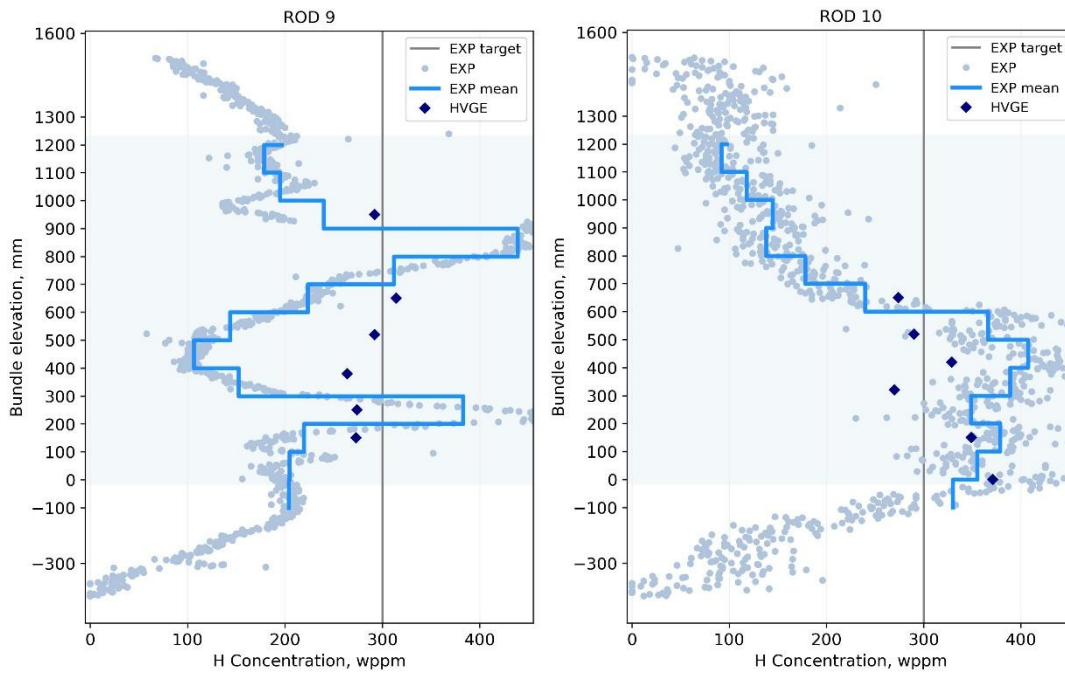 ROD 9
1600
1300
1200
1100
1000
900
800
700
600
500
400
300
200
100
0
−100
−300
Bundle elevation, mm
EXP target
EXP
EXP mean
HVGE
0 100 200 300 400
H Concentration, wppm
ROD 10
1600
1300
1200
1100
1000
900
800
700
600
500
400
300
200
100
0
−100
−300
Bundle elevation, mm
EXP target
EXP
EXP mean
HVGE
0 100 200 300 400
H Concentration, wppm